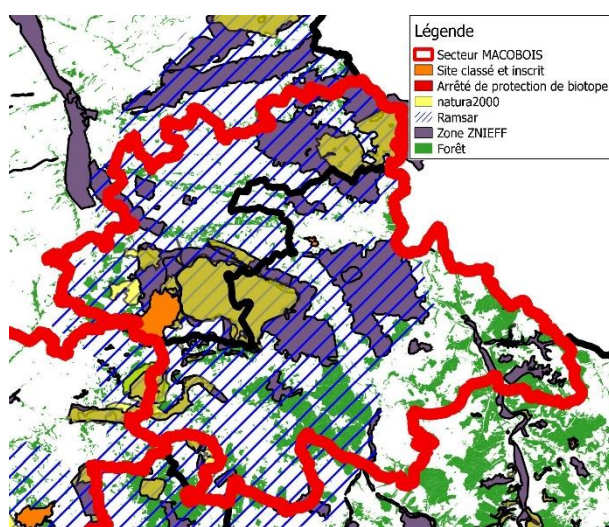 Légende
Secteur MACOBOIS
Site classé et inscrit
Arrêté de protection de biotope
natura2000
Ramsar
Zone ZNIEFF
Forêt